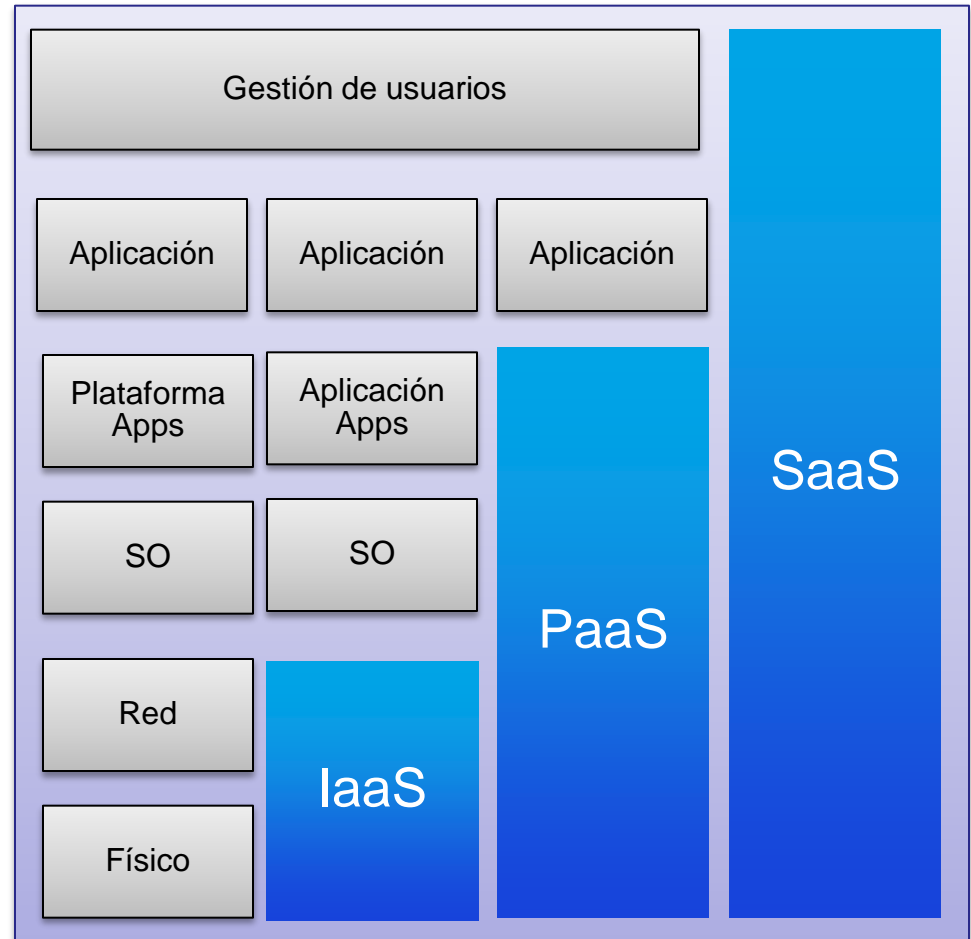 Gestión de usuarios
Aplicación
Aplicación
Aplicación
Plataforma
Apps
Aplicación
Apps
SaaS
SO
SO
PaaS
Red
IaaS
Físico